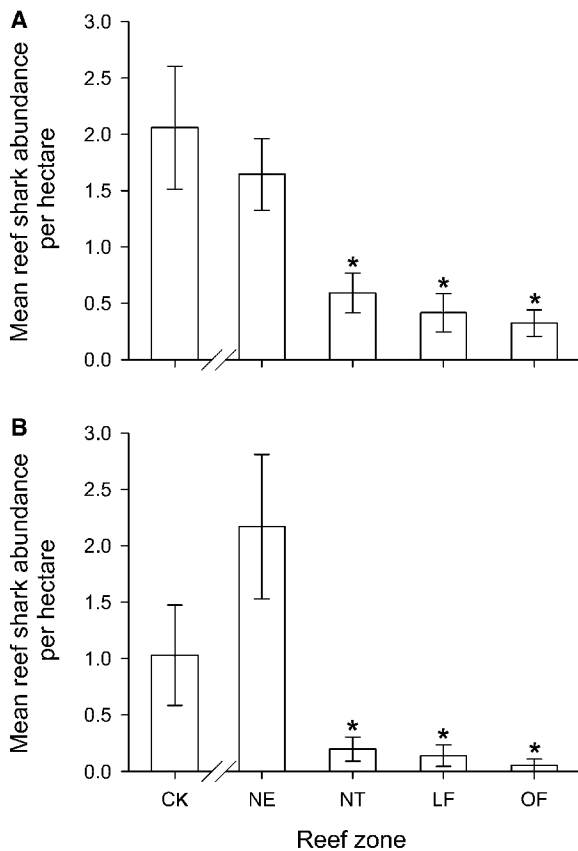 A
Mean reef shark abundance
per hectare
3.0
2.5
2.0
1.5
1.0
0.5
0.0
* * *
B
Mean reef shark abundance
per hectare
3.0
2.5
2.0
1.5
1.0
0.5
0.0
* * *
CK NE NT LF OF
Reef zone